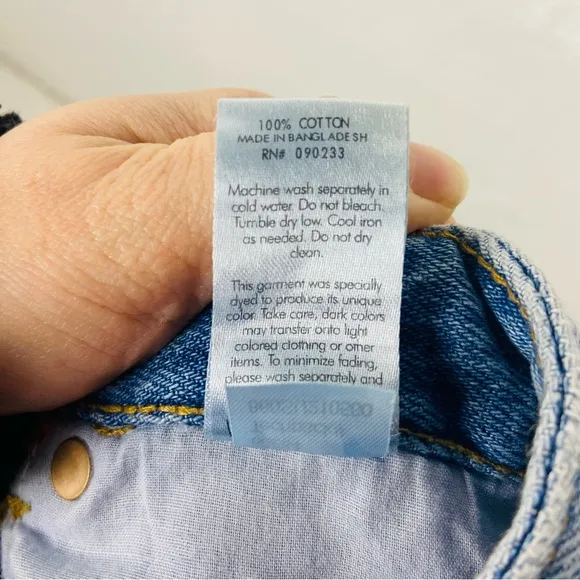 100% COTTON
MADE IN BANGLADESH
RN# 090233
Machine wash separately in
cold water. Do not bleach.
Tumble dry low. Cool iron
as needed. Do not dry
clean.
This garment was specially
dyed to produce its unique
color. Take care, dark colors
may transfer onto light
colored clothing or other
items. To minimize fading,
please wash separately and